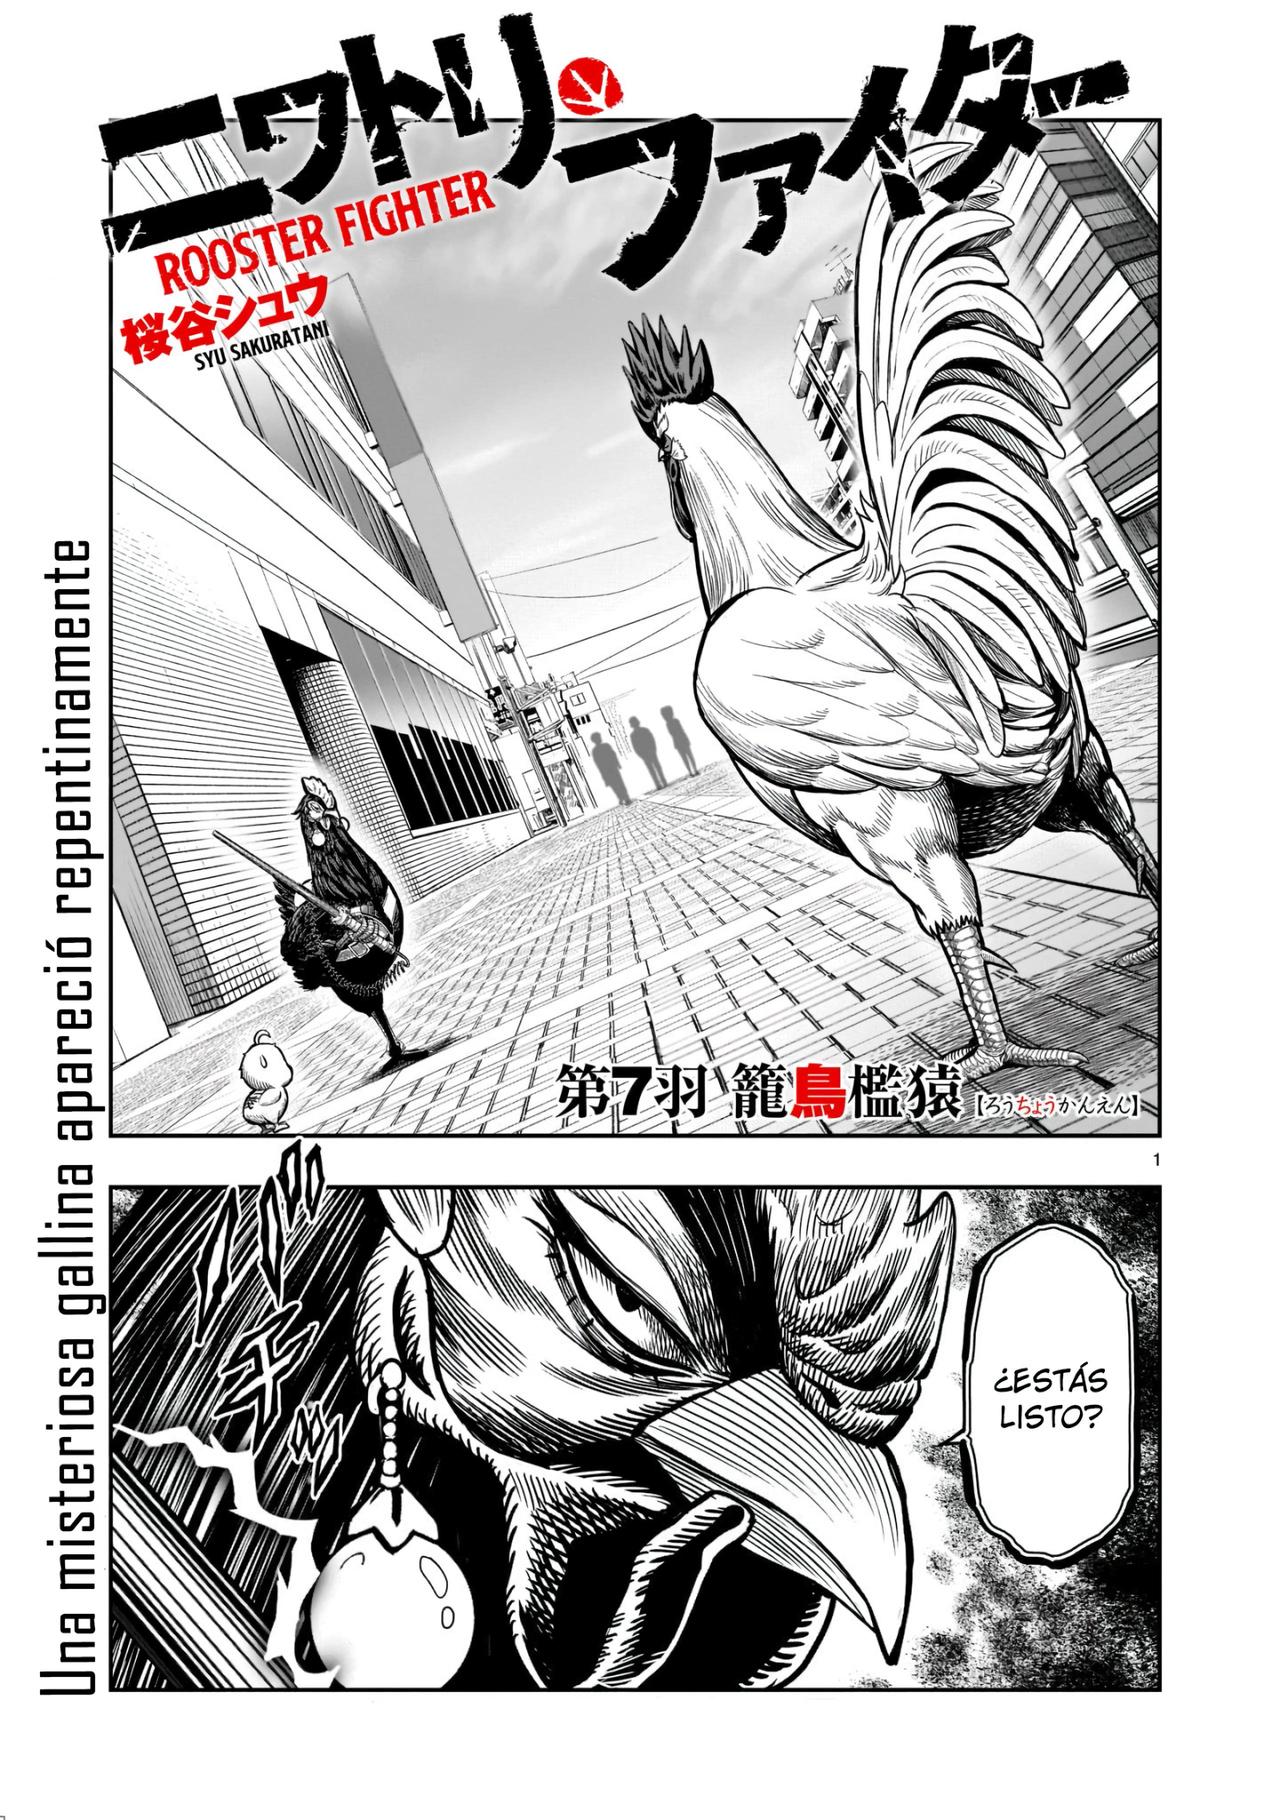 ニワトリ・ファイター
ROOSTER FIGHTER
桜谷シュウ
SYU SAKURATANI
Una misteriosa gallina apareció repentinamente
第7羽 籠鳥檻猿【ろうちょうかんえん】
1
¿ESTÁS
LISTO?